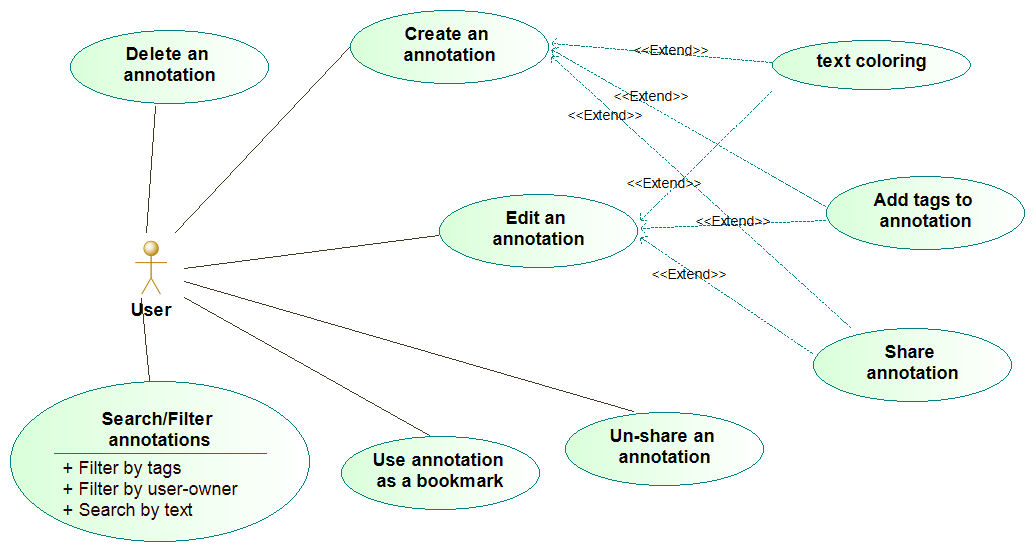 Delete an
annotation
Create an
annotation
<<Extend>>
text coloring
<<Extend>>
<<Extend>>
<<Extend>>
Add tags to
annotation
Edit an
annotation
<<Extend>>
<<Extend>>
User
Share
annotation
Search/Filter
annotations
+ Filter by tags
+ Filter by user-owner
+ Search by text
Use annotation
as a bookmark
Un-share an
annotation